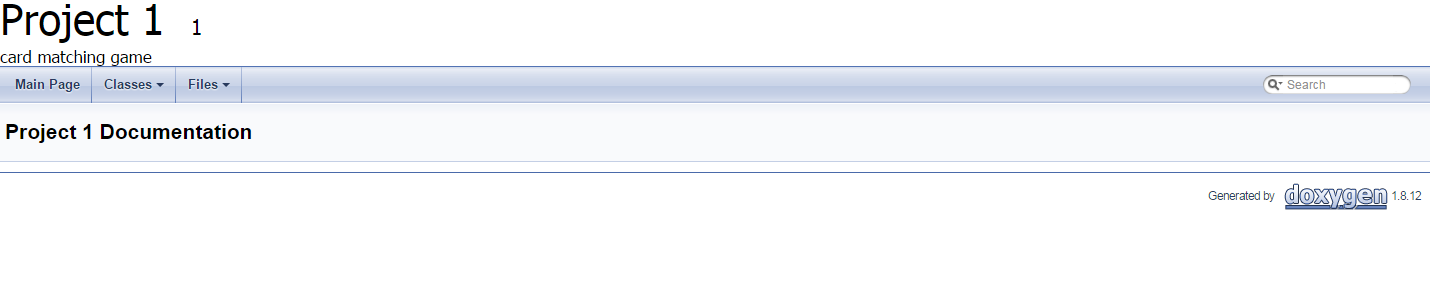 Project 1 1
card matching game
Main Page Classes Files Search
Project 1 Documentation
Generated by doxygen 1.8.12